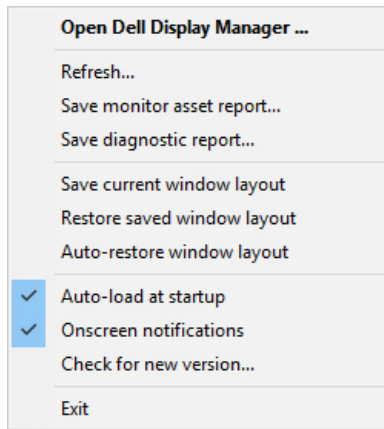 Open Dell Display Manager ...
Refresh...
Save monitor asset report...
Save diagnostic report...
Save current window layout
Restore saved window layout
Auto-restore window layout
Auto-load at startup
Onscreen notifications
Check for new version...
Exit